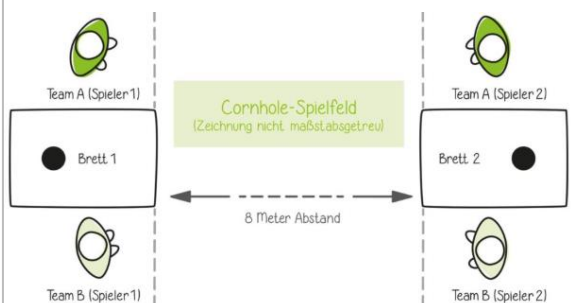 Team A (Spieler 1)
Team A (Spieler 2)
Cornhole-Spielfeld
(Zeichnung nicht maßstabsgetreu)
Brett 1
Brett 2
8 Meter Abstand
Team B (Spieler 1)
Team B (Spieler 2)